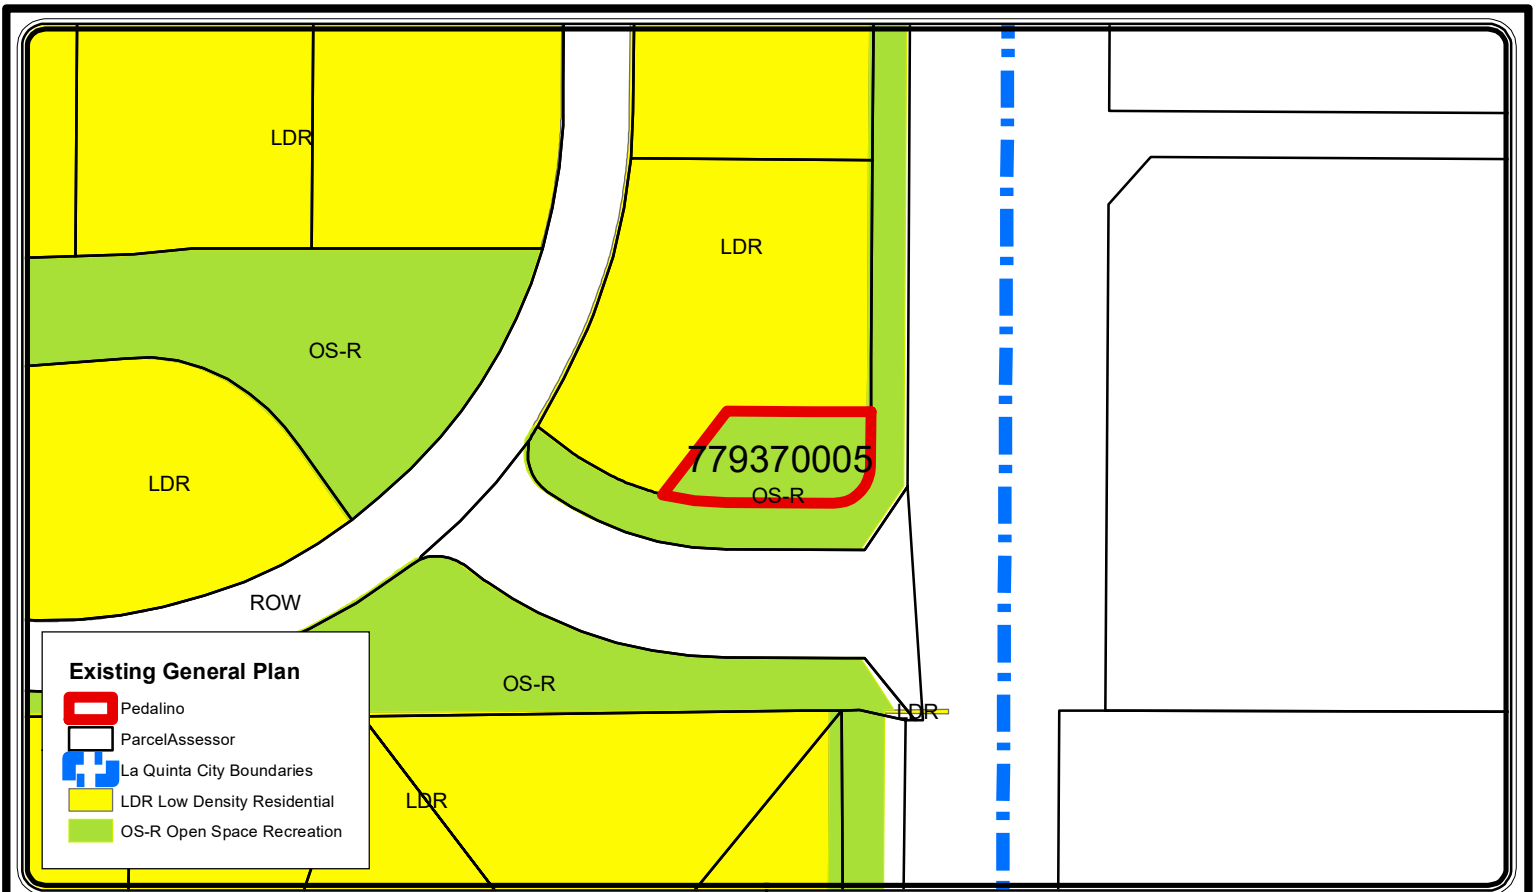 LDR
LDR
OS-R
779370005
LDR
OS-R
ROW
Existing General Plan
Pedalino
OS-R
LDR
ParcelAssessor
La Quinta City Boundaries
LDR Low Density Residential
LDR
OS-R Open Space Recreation